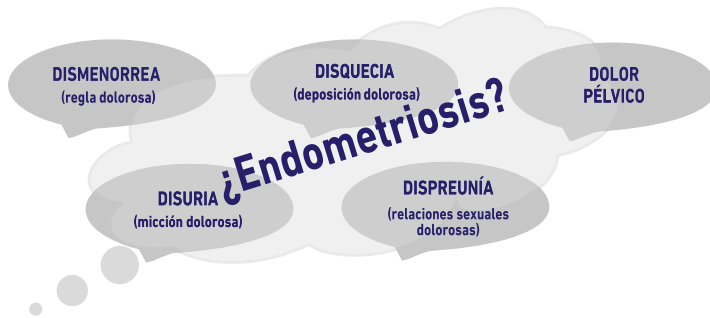 DISMENORREA
(regla dolorosa)
DISQUECIA
(deposición dolorosa)
DOLOR
PÉLVICO
¿Endometriosis?
DISURIA
(micción dolorosa)
DISPREUNÍA
(relaciones sexuales
dolorosas)